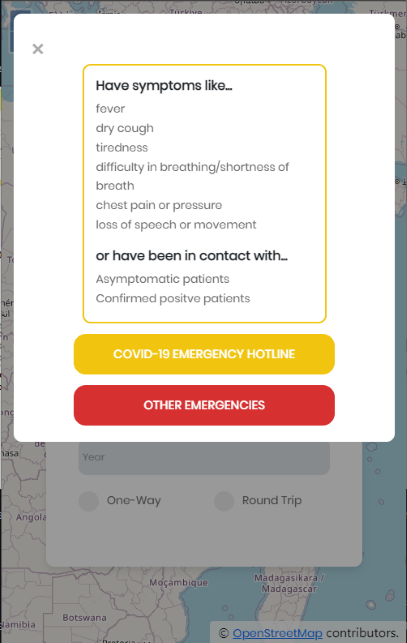 ×
Have symptoms like...
fever
dry cough
tiredness
difficulty in breathing/shortness of
breath
chest pain or pressure
loss of speech or movement
or have been in contact with...
Asymptomatic patients
Confirmed positve patients
COVID-19 EMERGENCY HOTLINE
OTHER EMERGENCIES
Year
One-Way
Round Trip
Angola
Moçambique
Madagasikara /
Madagascar
Botswana
© OpenStreetMap contributors.